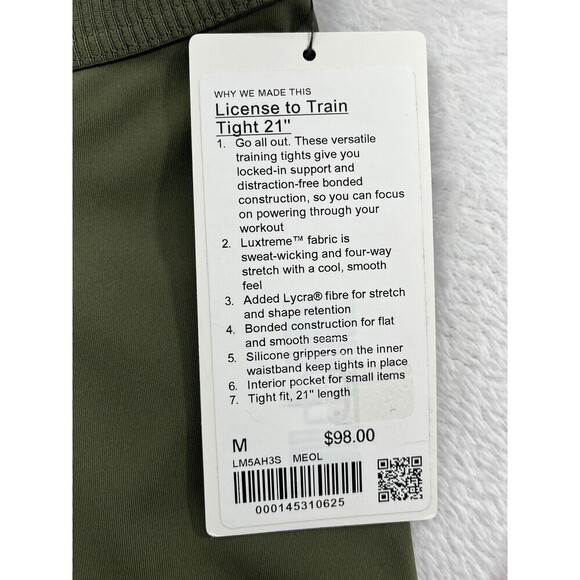 WHY WE MADE THIS
License to Train
Tight 21"
1. Go all out. These versatile
training tights give you
locked-in support and
distraction-free bonded
construction, so you can focus
on powering through your
workout
2. Luxtreme™ fabric is
sweat-wicking and four-way
stretch with a cool, smooth
feel
3. Added Lycra® fibre for stretch
and shape retention
4. Bonded construction for flat
and smooth seams
5. Silicone grippers on the inner
waistband keep tights in place
6. Interior pocket for small items
7. Tight fit, 21" length
M $98.00
LM5AH3S MEOL
000145310625